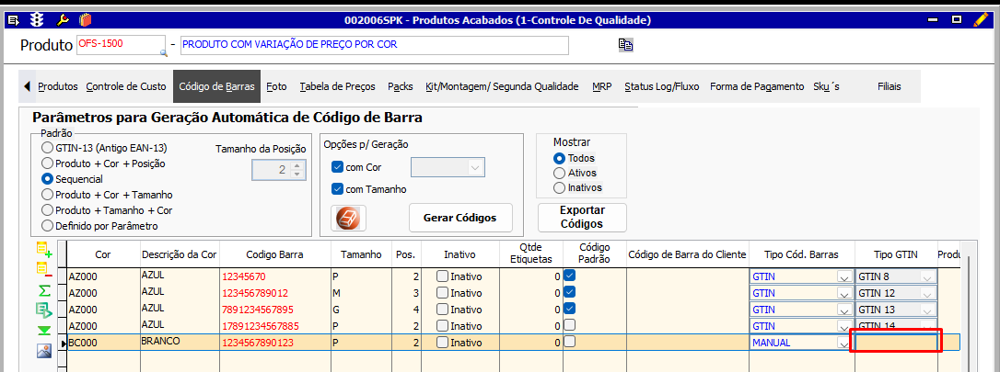 002006SPK - Produtos Acabados (1-Controle De Qualidade)
Produto OFS-1500 - PRODUTO COM VARIAÇÃO DE PREÇO POR COR
Produtos Controle de Custo Código de Barras Foto Tabela de Preços Packs Kit/Montagem/ Segunda Qualidade MRP Status Log/Fluxo Forma de Pagamento Sku´s Filiais
Parâmetros para Geração Automática de Código de Barra
Padrão
GTIN-13 (Antigo EAN-13)
Produto + Cor + Posição
Sequencial
Produto + Cor + Tamanho
Produto + Tamanho + Cor
Definido por Parâmetro
Tamanho da Posição
2
Opções p/ Geração
com Cor
com Tamanho
Gerar Códigos
Mostrar
Todos
Ativos
Inativos
Exportar
Códigos
Cor Descrição da Cor Codigo Barra Tamanho Pos. Inativo Qtde Etiquetas Código Padrão Código de Barra do Cliente Tipo Cód. Barras Tipo GTIN Produ
AZ000 AZUL 12345670 P 2 Inativo 0 GTIN GTIN 8
AZ000 AZUL 123456789012 M 3 Inativo 0 GTIN GTIN 12
AZ000 AZUL 7891234567895 G 4 Inativo 0 GTIN GTIN 13
AZ000 AZUL 17891234567885 P 2 Inativo 0 GTIN GTIN 14
BC000 BRANCO 1234567890123 P 2 Inativo 0 MANUAL